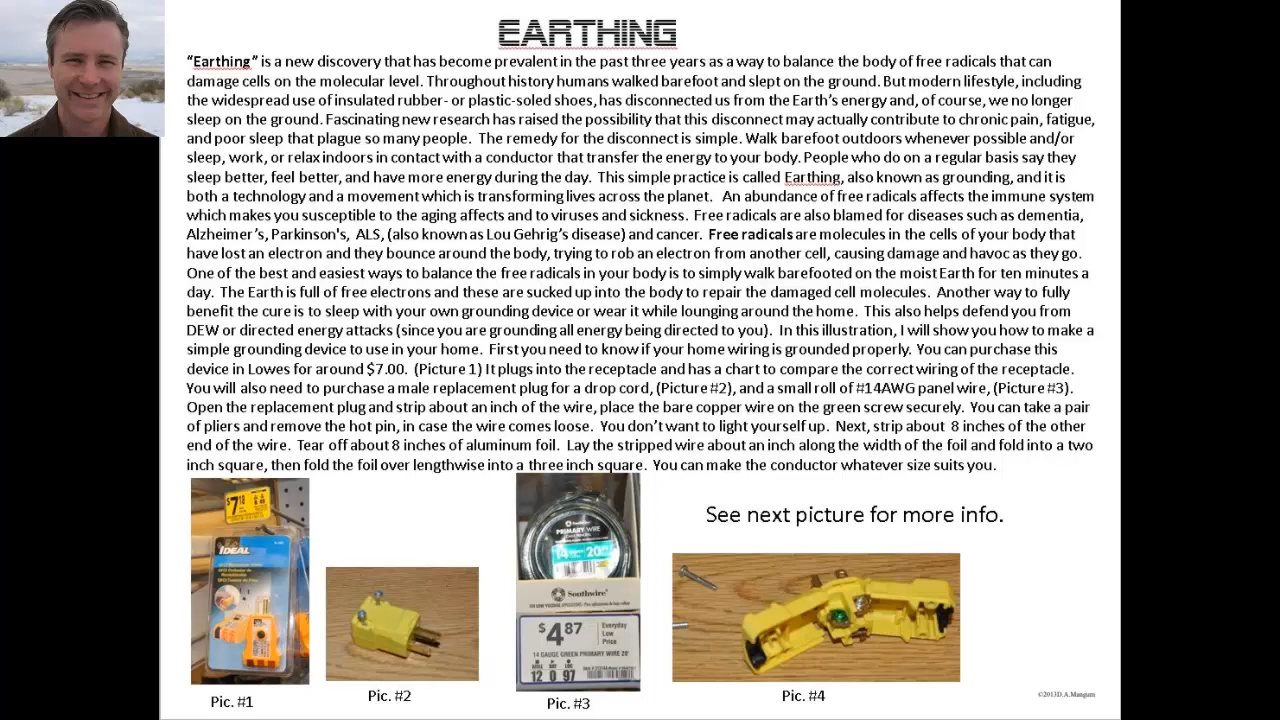 EARTHING
“Earthing” is a new discovery that has become prevalent in the past three years as a way to balance the body of free radicals that can
damage cells on the molecular level. Throughout history humans walked barefoot and slept on the ground. But modern lifestyle, including
the widespread use of insulated rubber- or plastic-soled shoes, has disconnected us from the Earth’s energy and, of course, we no longer
sleep on the ground. Fascinating new research has raised the possibility that this disconnect may actually contribute to chronic pain, fatigue,
and poor sleep that plague so many people. The remedy for the disconnect is simple. Walk barefoot outdoors whenever possible and/or
sleep, work, or relax indoors in contact with a conductor that transfer the energy to your body. People who do on a regular basis say they
sleep better, feel better, and have more energy during the day. This simple practice is called Earthing, also known as grounding, and it is
both a technology and a movement which is transforming lives across the planet. An abundance of free radicals affects the immune system
which makes you susceptible to the aging affects and to viruses and sickness. Free radicals are also blamed for diseases such as dementia,
Alzheimer’s, Parkinson's, ALS, (also known as Lou Gehrig’s disease) and cancer. Free radicals are molecules in the cells of your body that
have lost an electron and they bounce around the body, trying to rob an electron from another cell, causing damage and havoc as they go.
One of the best and easiest ways to balance the free radicals in your body is to simply walk barefooted on the moist Earth for ten minutes a
day. The Earth is full of free electrons and these are sucked up into the body to repair the damaged cell molecules. Another way to fully
benefit the cure is to sleep with your own grounding device or wear it while lounging around the home. This also helps defend you from
DEW or directed energy attacks (since you are grounding all energy being directed to you). In this illustration, I will show you how to make a
simple grounding device to use in your home. First you need to know if your home wiring is grounded properly. You can purchase this
device in Lowes for around $7.00. (Picture 1) It plugs into the receptacle and has a chart to compare the correct wiring of the receptacle.
You will also need to purchase a male replacement plug for a drop cord, (Picture #2), and a small roll of #14AWG panel wire, (Picture #3).
Open the replacement plug and strip about an inch of the wire, place the bare copper wire on the green screw securely. You can take a pair
of pliers and remove the hot pin, in case the wire comes loose. You don’t want to light yourself up. Next, strip about 8 inches of the other
end of the wire. Tear off about 8 inches of aluminum foil. Lay the stripped wire about an inch along the width of the foil and fold into a two
inch square, then fold the foil over lengthwise into a three inch square. You can make the conductor whatever size suits you.
See next picture for more info.
$7
IDEAL
PRIMARY WIRE
14
20
Southwire
$4 87
Everyday
Low
Price
14 GAUGE GREEN PRIMARY WIRE 20'
12 0 97
Pic. #1
Pic. #2
Pic. #3
Pic. #4
©2013 D.A.Mangum